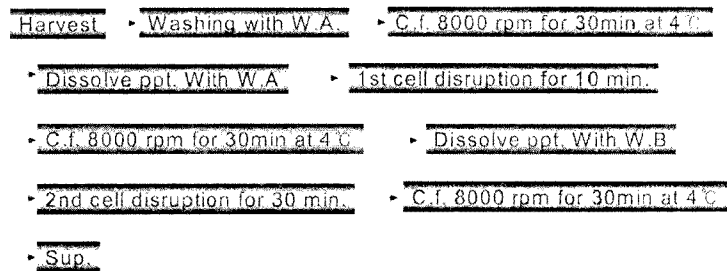 Harvest ▸ Washing with W.A. ▸ C.f. 8000 rpm for 30min at 4℃
▸ Dissolve ppt. With W.A ▸ 1st cell disruption for 10 min.
▸ C.f. 8000 rpm for 30min at 4℃ ▸ Dissolve ppt. With W.B
▸ 2nd cell disruption for 30 min. ▸ C.f. 8000 rpm for 30min at 4℃
▸ Sup.